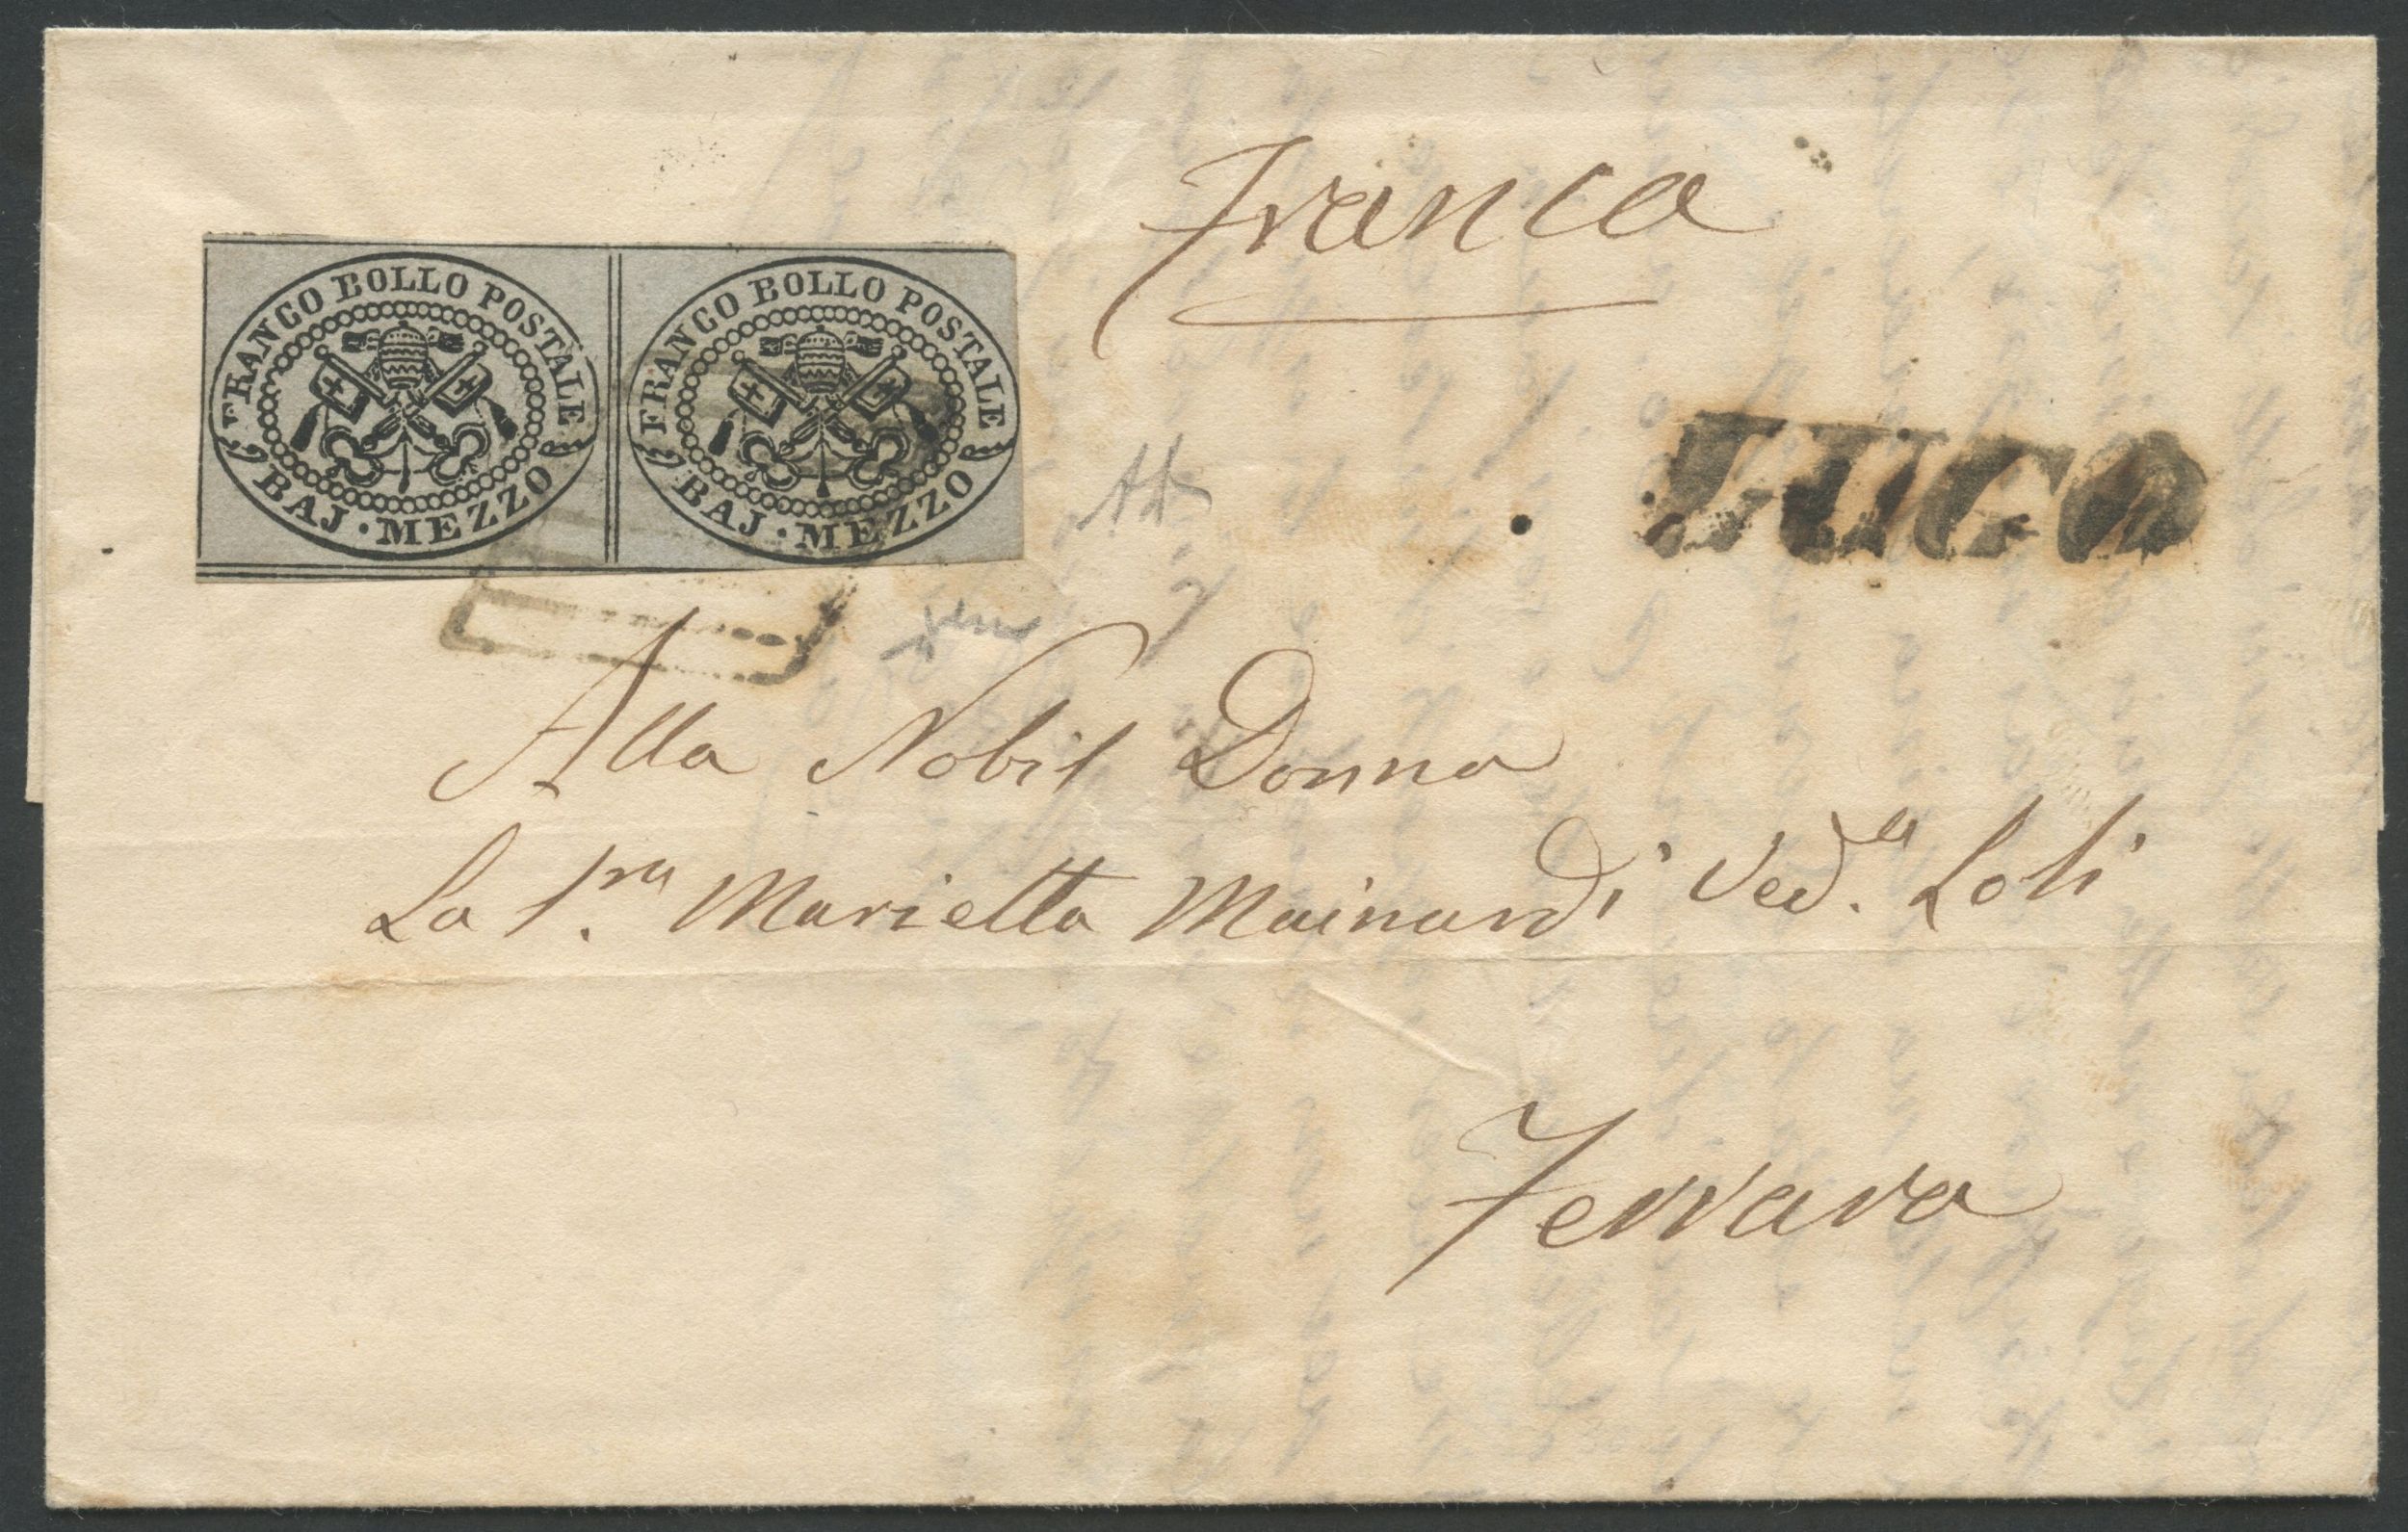 Franca
FRANCO BOLLO POSTALE
BAJ · MEZZO
FRANCO BOLLO POSTALE
BAJ · MEZZO
LUGO
Alla Nobil Donna
La S.ra Marietta Mainardi Ved.a Loli
Ferrara